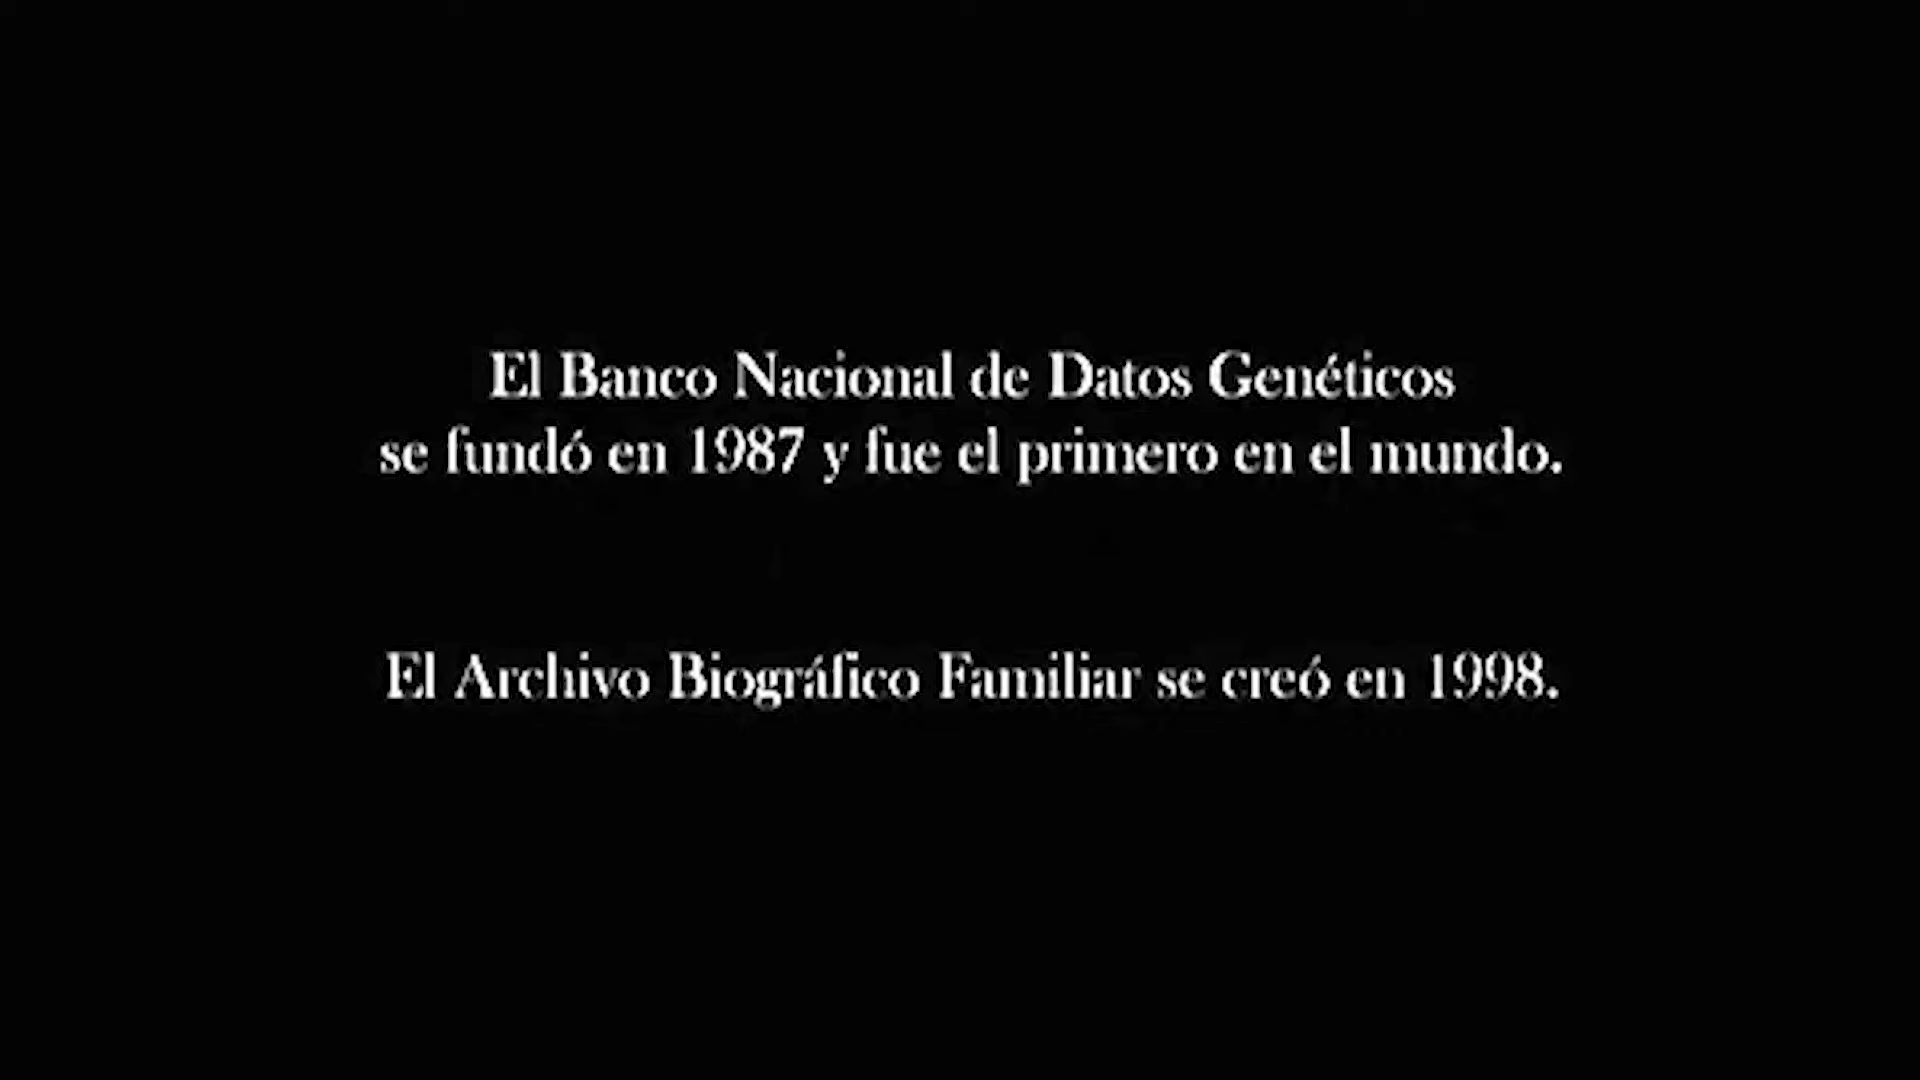 El Banco Nacional de Datos Genéticos
se fundó en 1987 y fue el primero en el mundo.
El Archivo Biográfico Familiar se creó en 1998.